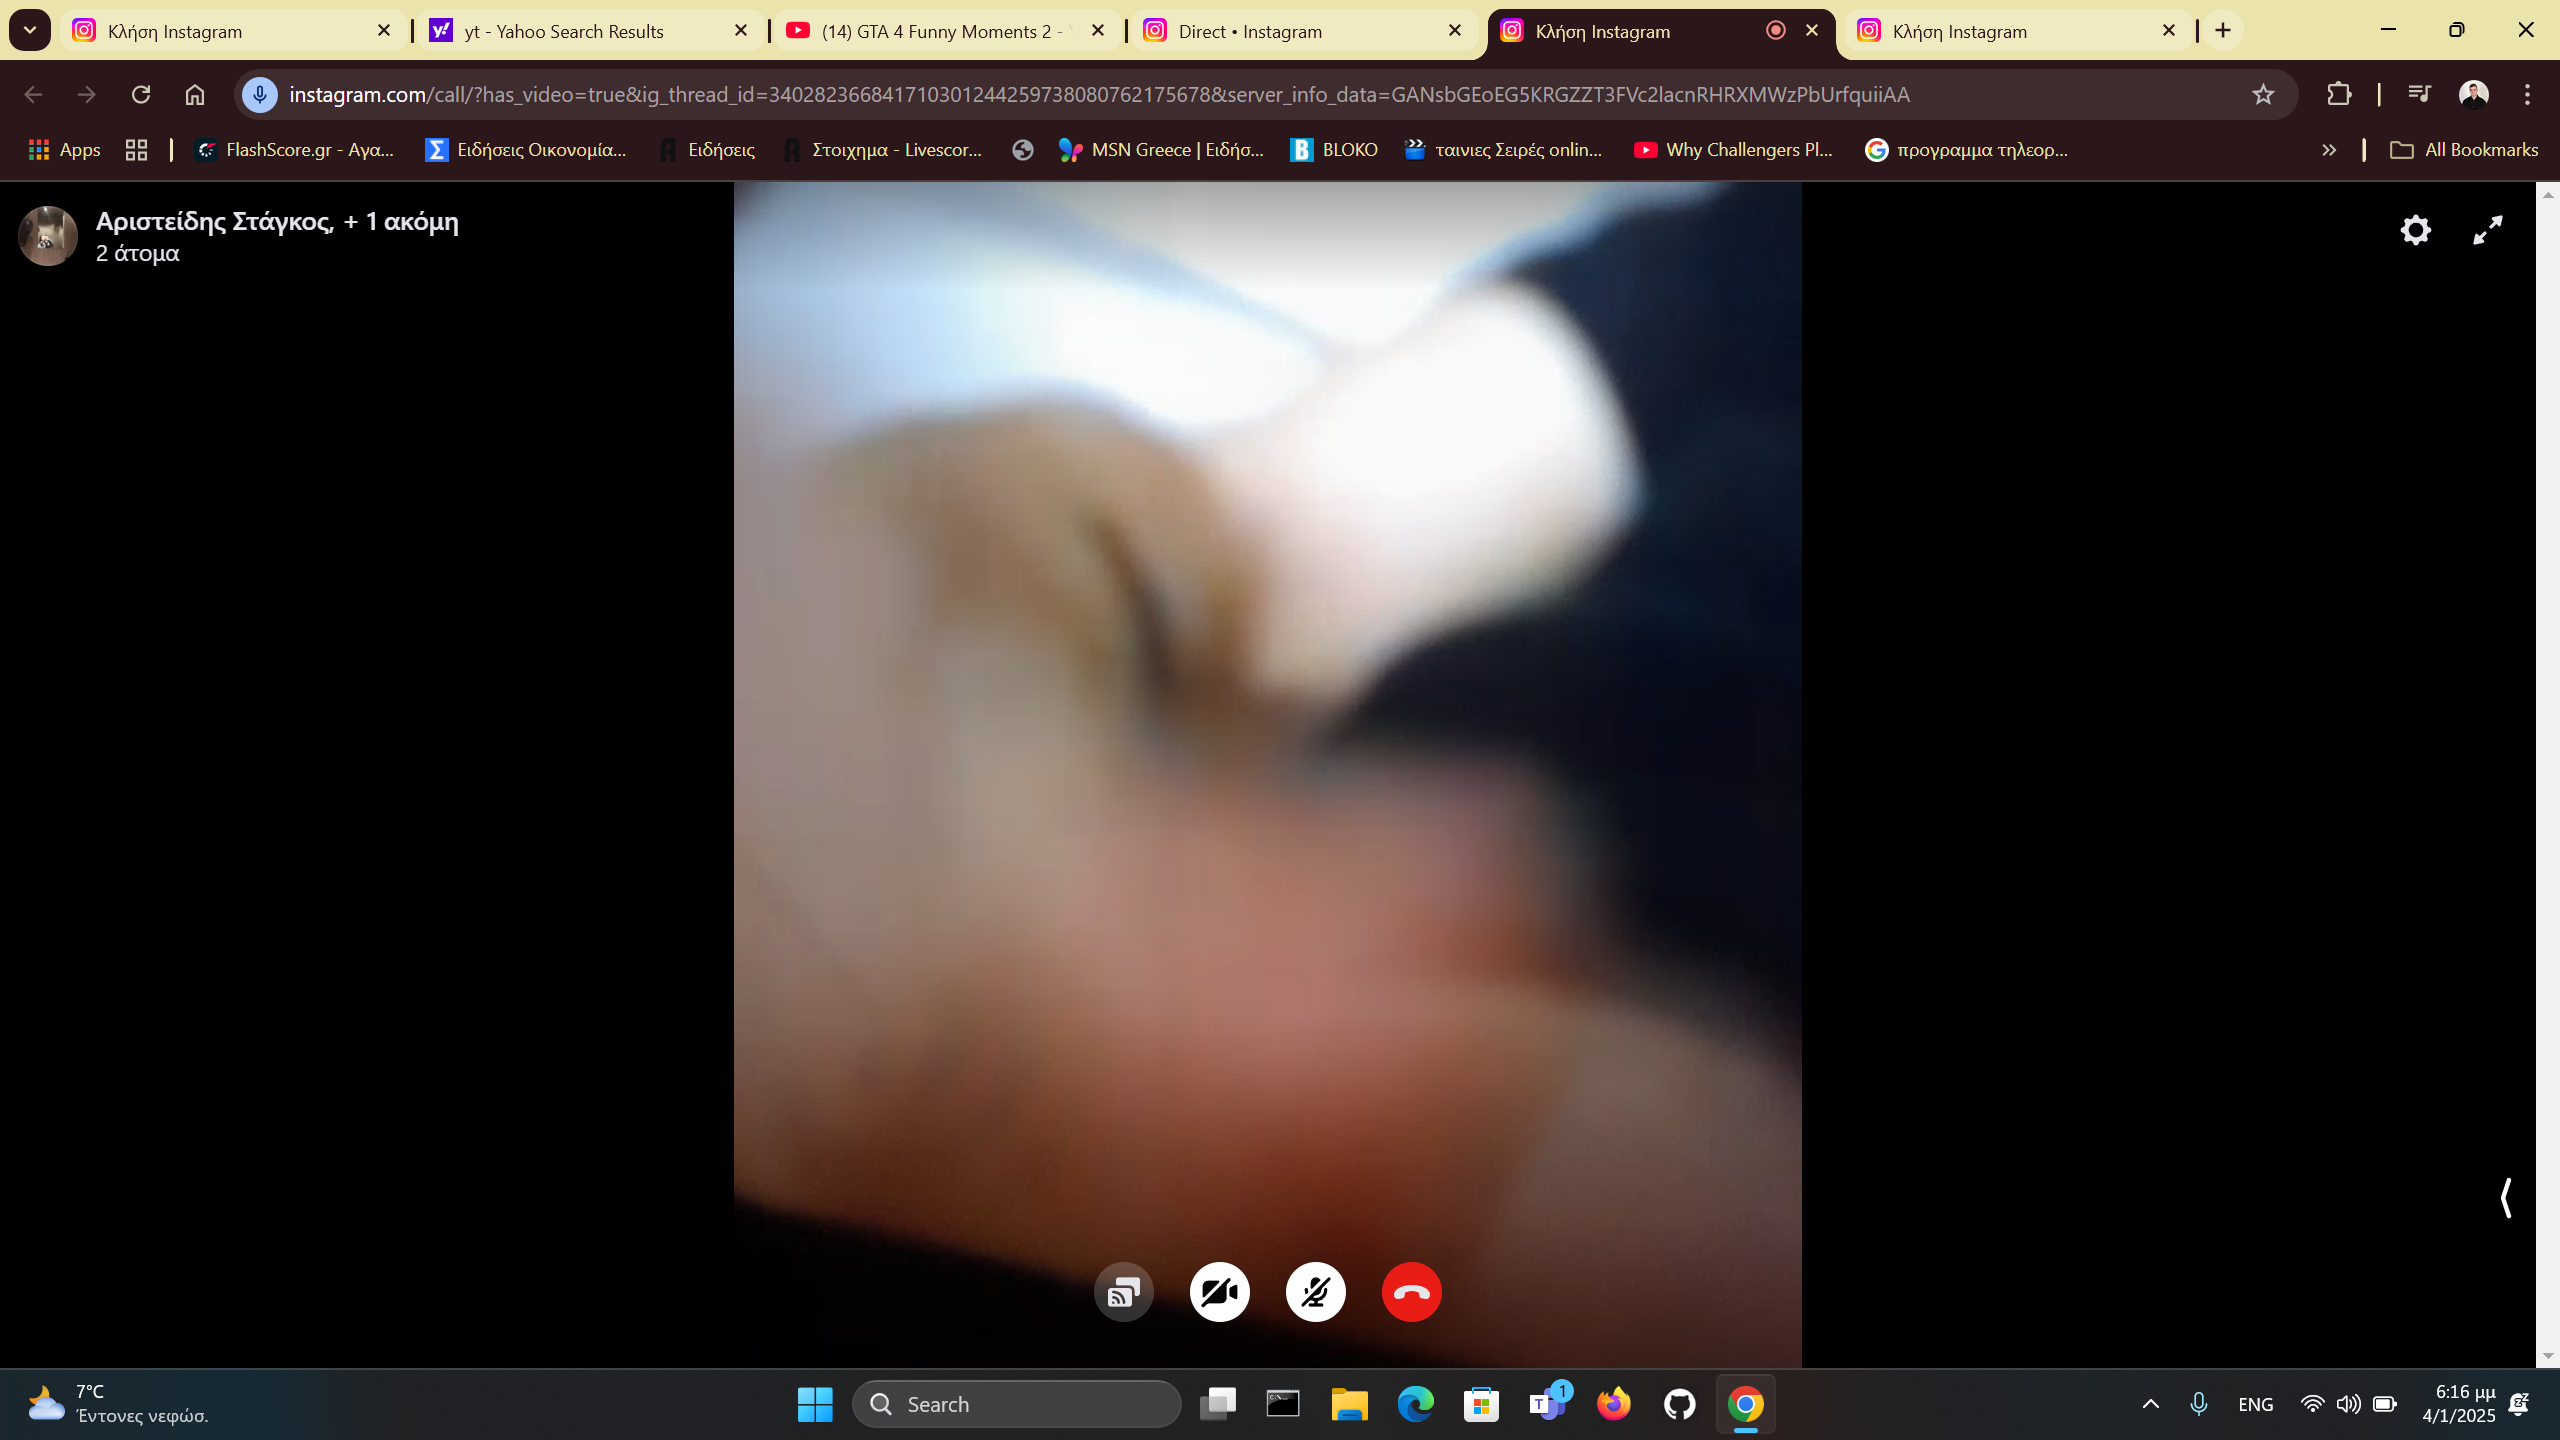 Κλήση Instagram
yt - Yahoo Search Results
(14) GTA 4 Funny Moments 2 -
Direct • Instagram
Κλήση Instagram
Κλήση Instagram
instagram.com/call/?has_video=true&ig_thread_id=340282366841710301244259738080762175678&server_info_data=GANsbGEoEG5KRGZZT3FVc2lacnRHRXMWzPbUrfquiiAA
Apps
FlashScore.gr - Αγα...
Ειδήσεις Οικονομία...
Ειδήσεις
Στοιχημα - Livescor...
MSN Greece | Ειδήσ...
BLOKO
ταινιες Σειρές onlin...
Why Challengers Pl...
προγραμμα τηλεορ...
All Bookmarks
Αριστείδης Στάγκος, + 1 ακόμη
2 άτομα
7°C
Έντονες νεφώσ.
Search
1
ENG
6:16 μμ
4/1/2025